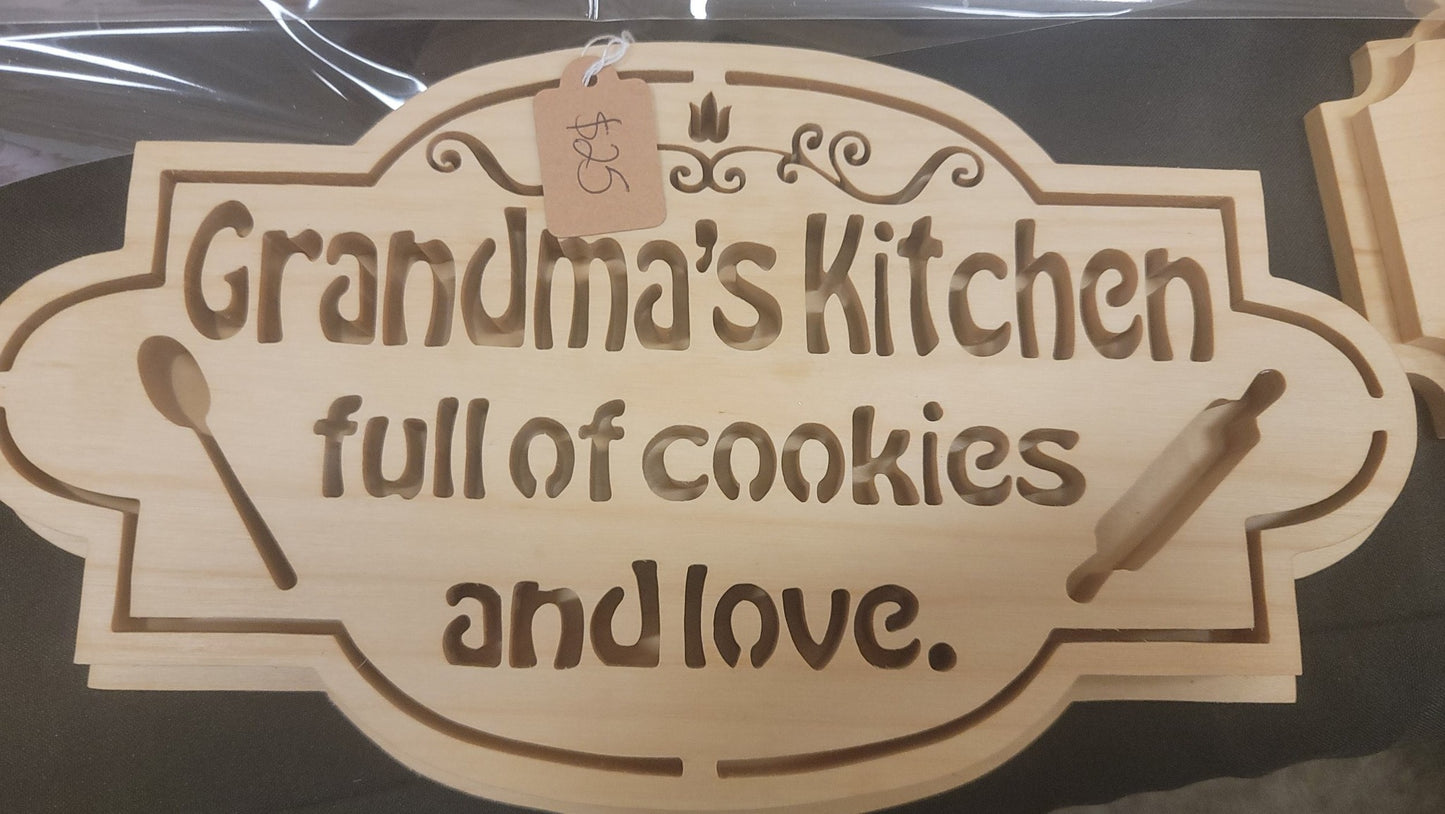 $25
Grandma's Kitchen
full of cookies
and love.